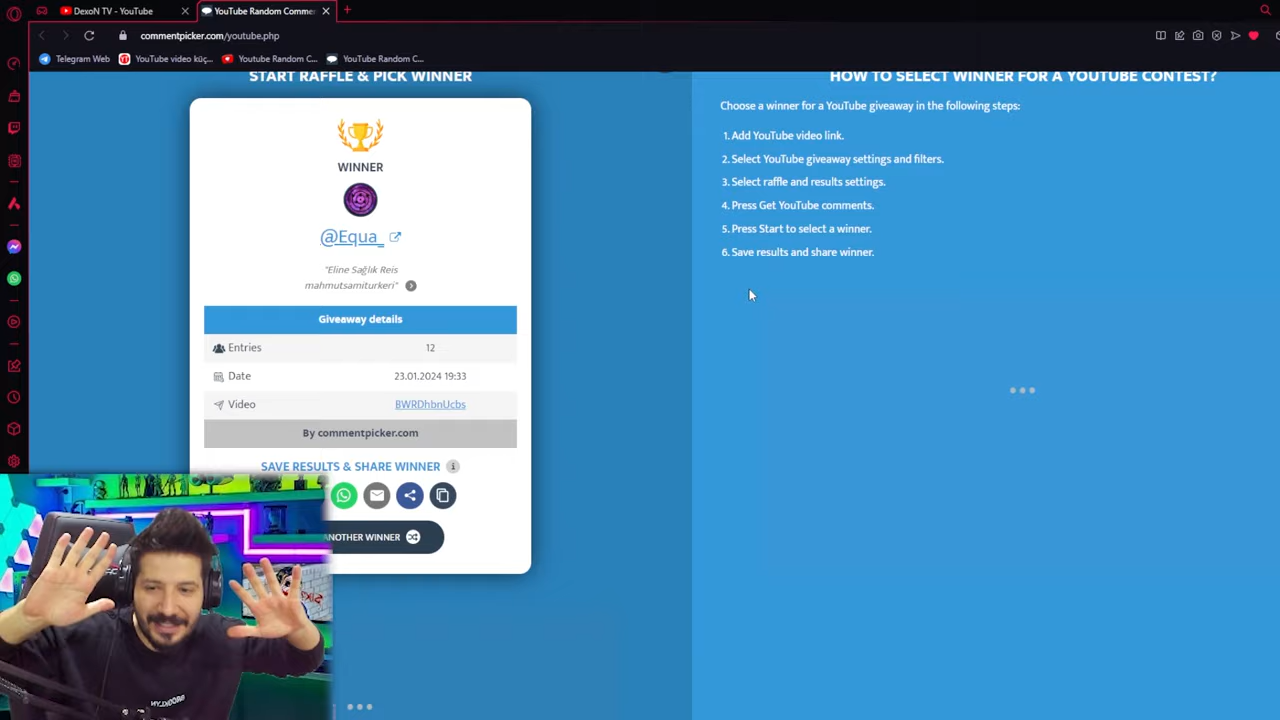 DexoN TV - YouTube
YouTube Random Comme
commentpicker.com/youtube.php
Telegram Web
YouTube video küç...
Youtube Random C...
YouTube Random C...
START RAFFLE & PICK WINNER
WINNER
@Equa_
"Eline Sağlık Reis
mahmutsamiturkeri"
Giveaway details
Entries 12
Date 23.01.2024 19:33
Video BWRDhbnUcbs
By commentpicker.com
SAVE RESULTS & SHARE WINNER
ANOTHER WINNER
HOW TO SELECT WINNER FOR A YOUTUBE CONTEST?
Choose a winner for a YouTube giveaway in the following steps:
1. Add YouTube video link.
2. Select YouTube giveaway settings and filters.
3. Select raffle and results settings.
4. Press Get YouTube comments.
5. Press Start to select a winner.
6. Save results and share winner.